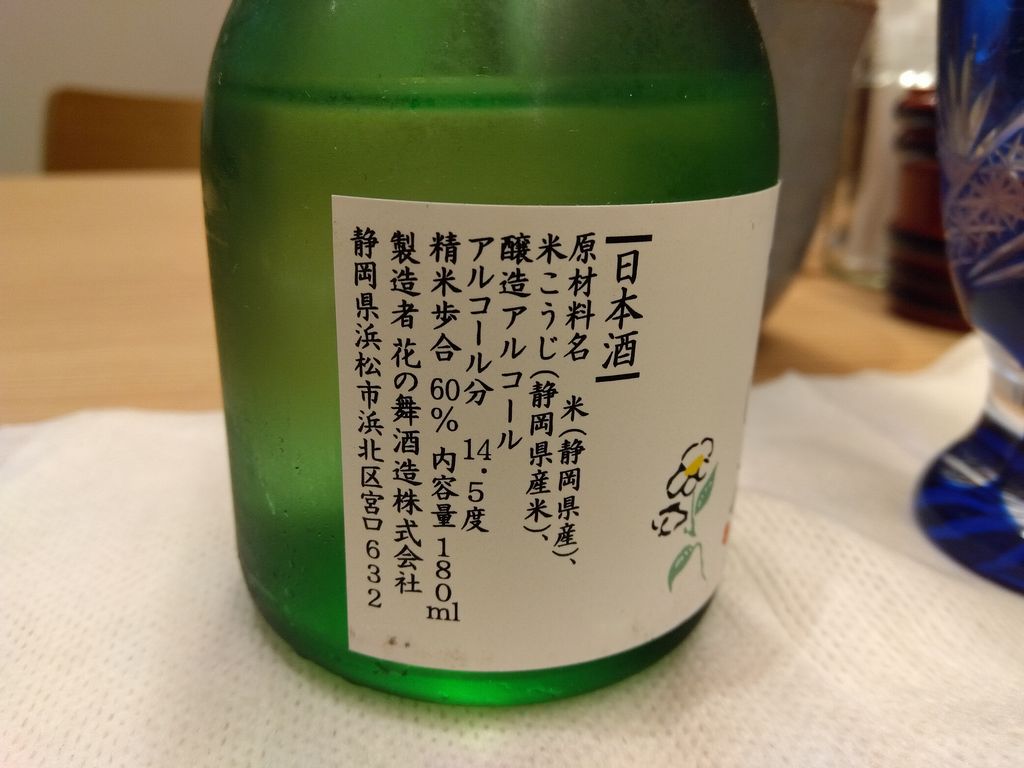 日本酒
原材料名 米(静岡県産)、
米こうじ(静岡県産米)、
醸造アルコール
アルコール分 14.5度
精米歩合 60% 内容量 180ml
製造者 花の舞酒造株式会社
静岡県浜松市浜北区宮口632